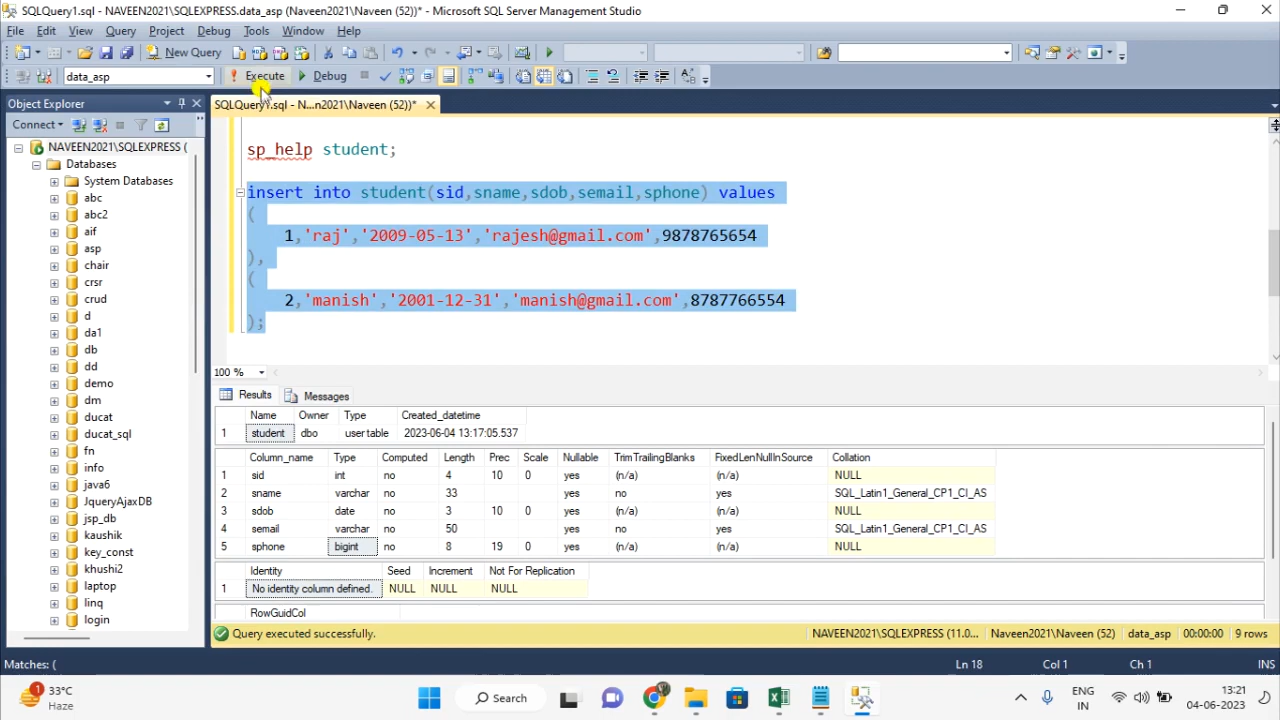 SQLQuery1.sql - NAVEEN2021\SQLEXPRESS.data_asp (Naveen2021\Naveen (52))* - Microsoft SQL Server Management Studio
File Edit View Query Project Debug Tools Window Help
New Query
data_asp Execute Debug
Object Explorer
SQLQuery1.sql - N...n2021\Naveen (52))*
Connect
NAVEEN2021\SQLEXPRESS (
Databases
System Databases
abc
abc2
aif
asp
chair
crsr
crud
d
da1
db
dd
demo
dm
ducat
ducat_sql
fn
info
java6
JqueryAjaxDB
jsp_db
kaushik
key_const
khushi2
laptop
linq
login
sp_help student;
insert into student(sid,sname,sdob,semail,sphone) values
(
1,'raj','2009-05-13','rajesh@gmail.com',9878765654
),
(
2,'manish','2001-12-31','manish@gmail.com',8787766554
);
100 %
Results Messages
Name Owner Type Created_datetime
1 student dbo user table 2023-06-04 13:17:05.537
Column_name Type Computed Length Prec Scale Nullable TrimTrailingBlanks FixedLenNullInSource Collation
1 sid int no 4 10 0 yes (n/a) (n/a) NULL
2 sname varchar no 33 yes no yes SQL_Latin1_General_CP1_CI_AS
3 sdob date no 3 10 0 yes (n/a) (n/a) NULL
4 semail varchar no 50 yes no yes SQL_Latin1_General_CP1_CI_AS
5 sphone bigint no 8 19 0 yes (n/a) (n/a) NULL
Identity Seed Increment Not For Replication
1 No identity column defined. NULL NULL NULL
RowGuidCol
Query executed successfully. NAVEEN2021\SQLEXPRESS (11.0... Naveen2021\Naveen (52) data_asp 00:00:00 9 rows
Matches: ( Ln 18 Col 1 Ch 1 INS
33°C
Haze
1
Search
ENG
IN
13:21
04-06-2023